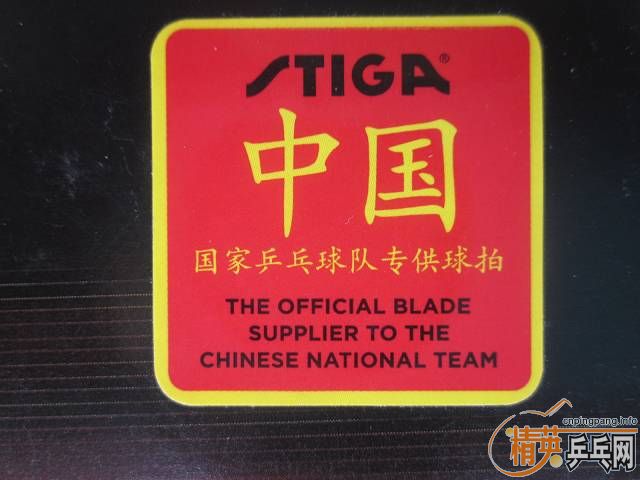 STIGA®
中国
国家乒乓球队专供球拍
THE OFFICIAL BLADE
SUPPLIER TO THE
CHINESE NATIONAL TEAM
cnpingpang.info
精英乒乓网